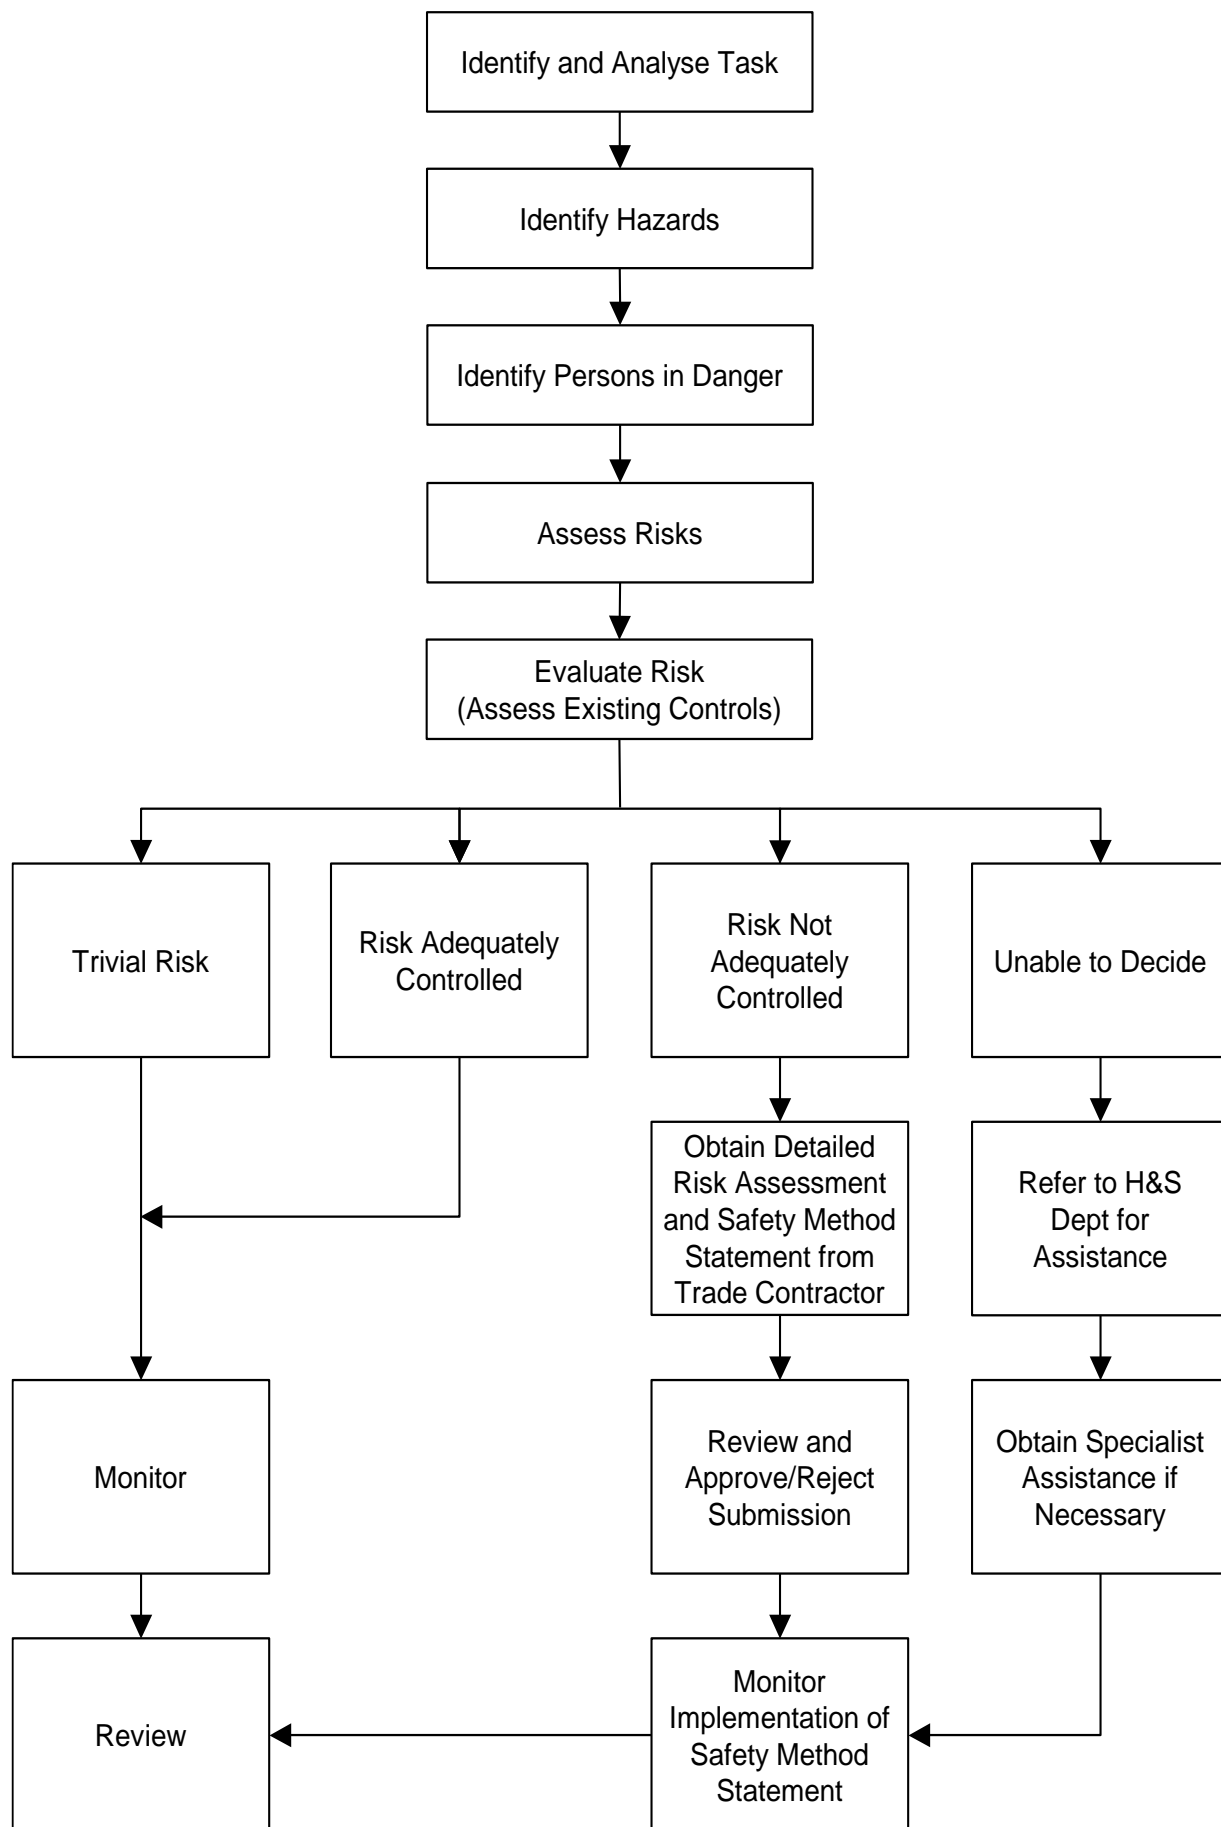 Identify and Analyse Task
Identify Hazards
Identify Persons in Danger
Assess Risks
Evaluate Risk
(Assess Existing Controls)
Trivial Risk
Risk Adequately
Controlled
Risk Not
Adequately
Controlled
Unable to Decide
Obtain Detailed
Risk Assessment
and Safety Method
Statement from
Trade Contractor
Refer to H&S
Dept for
Assistance
Monitor
Review and
Approve/Reject
Submission
Obtain Specialist
Assistance if
Necessary
Review
Monitor
Implementation of
Safety Method
Statement